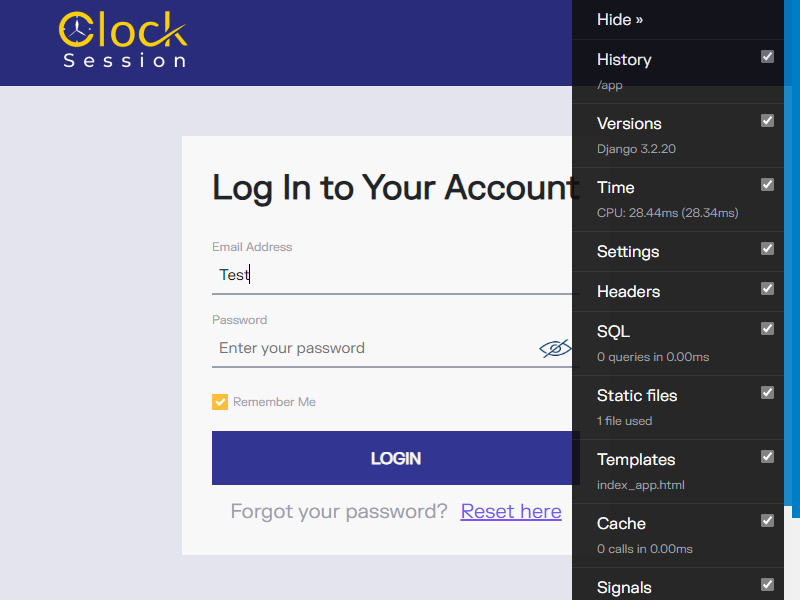 Clock
Session
Log In to Your Account
Email Address
Test
Password
Enter your password
Remember Me
LOGIN
Forgot your password? Reset here
Hide »
History
/app
Versions
Django 3.2.20
Time
CPU: 28.44ms (28.34ms)
Settings
Headers
SQL
0 queries in 0.00ms
Static files
1 file used
Templates
index_app.html
Cache
0 calls in 0.00ms
Signals